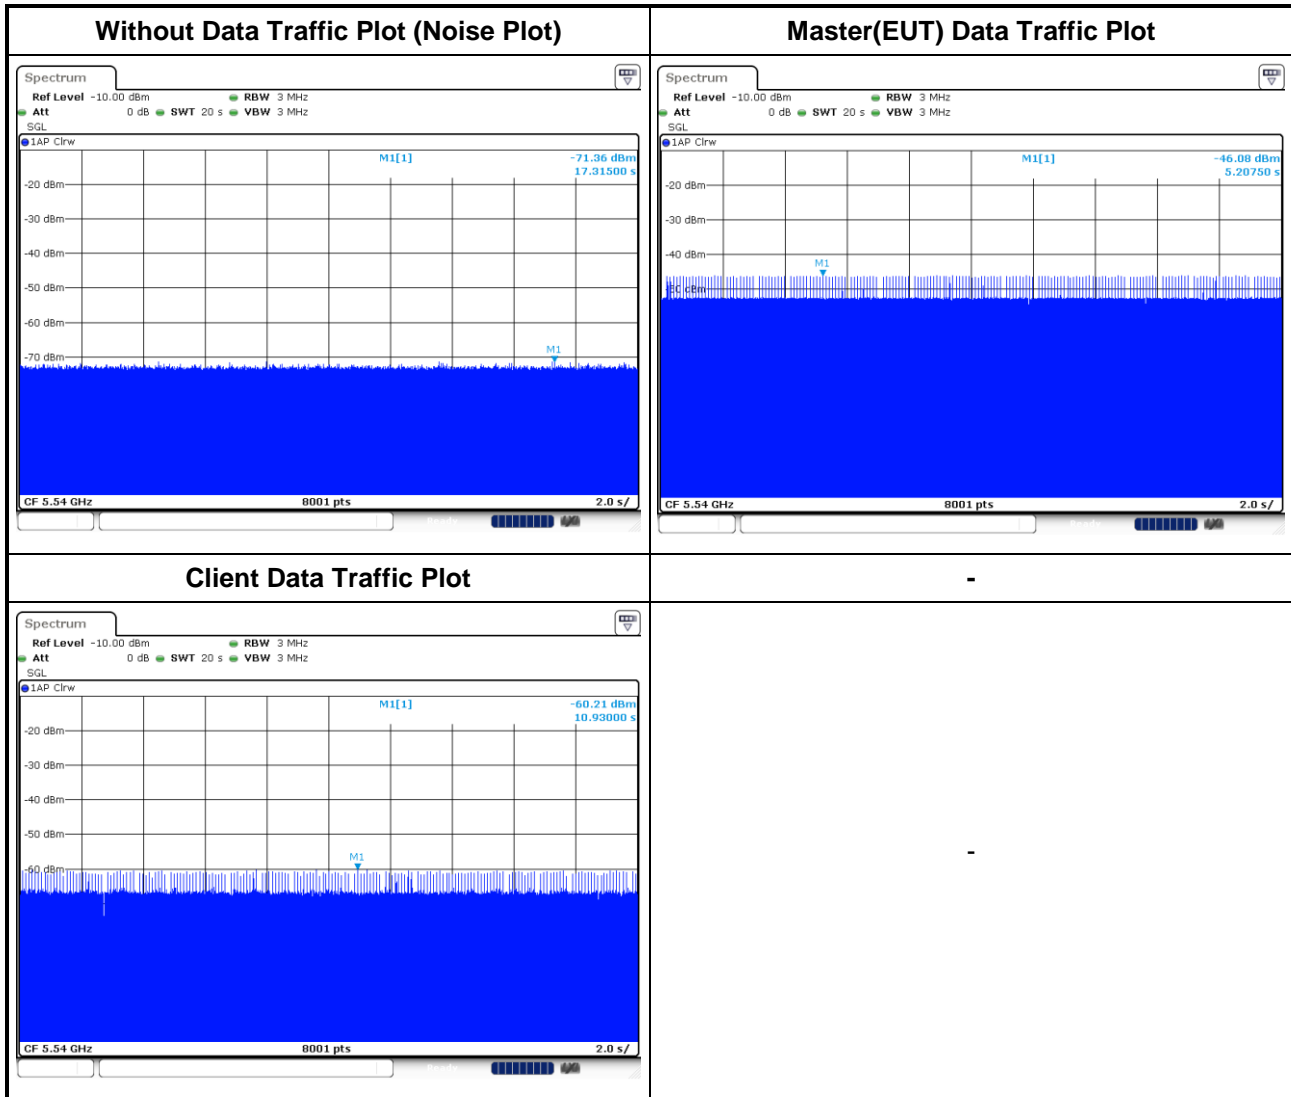 Without Data Traffic Plot (Noise Plot)
Spectrum
Ref Level -10.00 dBm RBW 3 MHz
Att 0 dB SWT 20 s VBW 3 MHz
SGL
1AP Clrw
M1[1] -71.36 dBm
17.31500 s
-20 dBm
-30 dBm
-40 dBm
-50 dBm
-60 dBm
-70 dBm
M1
CF 5.54 GHz 8001 pts 2.0 s/
Master(EUT) Data Traffic Plot
Spectrum
Ref Level -10.00 dBm RBW 3 MHz
Att 0 dB SWT 20 s VBW 3 MHz
SGL
1AP Clrw
M1[1] -46.08 dBm
5.20750 s
-20 dBm
-30 dBm
-40 dBm
M1
-50 dBm
CF 5.54 GHz 8001 pts 2.0 s/
Ready
Client Data Traffic Plot
Spectrum
Ref Level -10.00 dBm RBW 3 MHz
Att 0 dB SWT 20 s VBW 3 MHz
SGL
1AP Clrw
M1[1] -60.21 dBm
10.93000 s
-20 dBm
-30 dBm
-40 dBm
-50 dBm
M1
-60 dBm
CF 5.54 GHz 8001 pts 2.0 s/
Ready
-
-